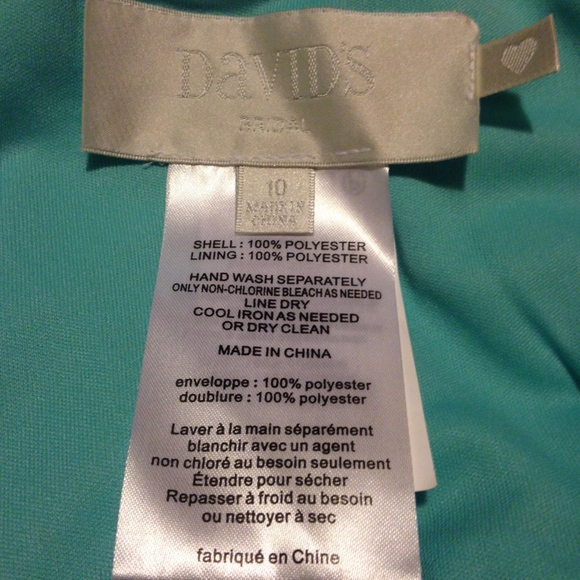 DaVID'S
BRIDAL
10
MADE IN
CHINA
SHELL : 100% POLYESTER
LINING : 100% POLYESTER
HAND WASH SEPARATELY
ONLY NON-CHLORINE BLEACH AS NEEDED
LINE DRY
COOL IRON AS NEEDED
OR DRY CLEAN
MADE IN CHINA
enveloppe : 100% polyester
doublure : 100% polyester
Laver à la main séparément
blanchir avec un agent
non chloré au besoin seulement
Étendre pour sécher
Repasser à froid au besoin
ou nettoyer à sec
fabriqué en Chine